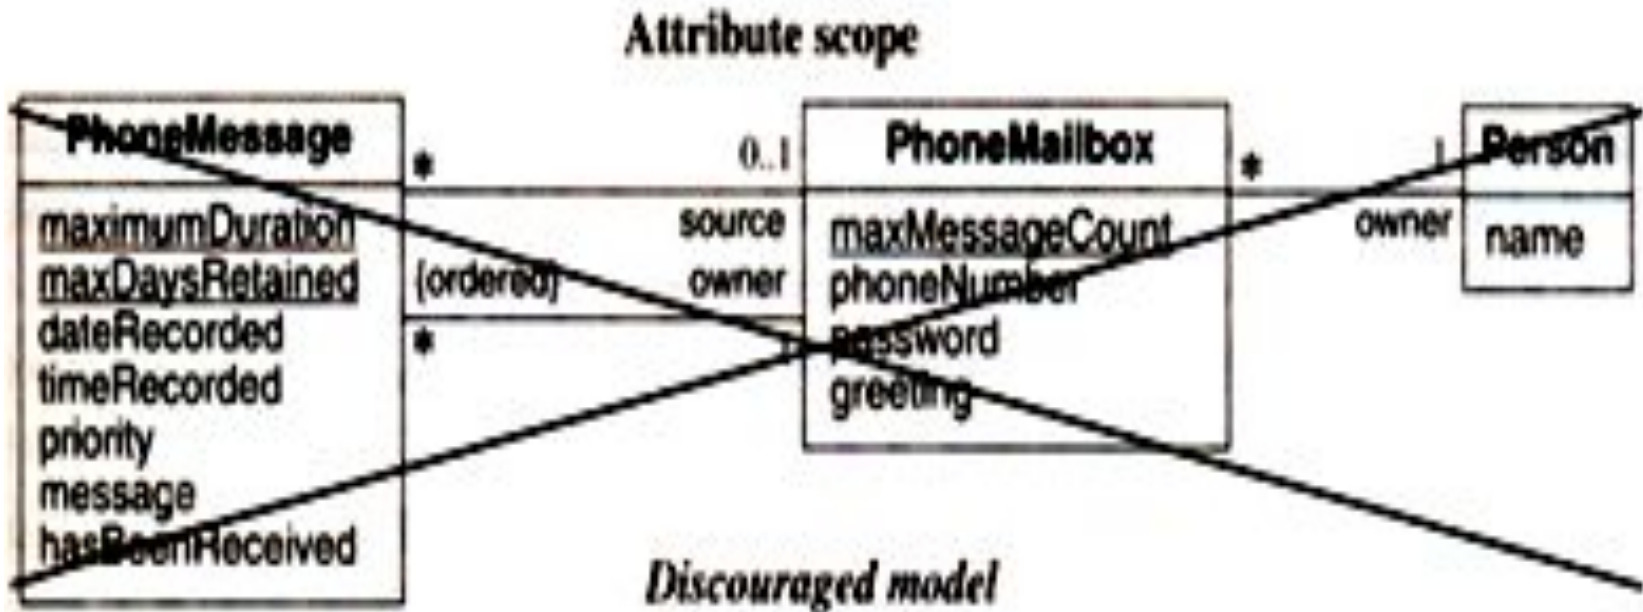 Attribute scope
PhoneMessage
maximumDuration
maxDaysRetained
dateRecorded
timeRecorded
priority
message
hasBeenReceived
*
0..1
source
{ordered}
owner
*
PhoneMailbox
maxMessageCount
phoneNumber
password
greeting
*
1
owner
Person
name
Discouraged model